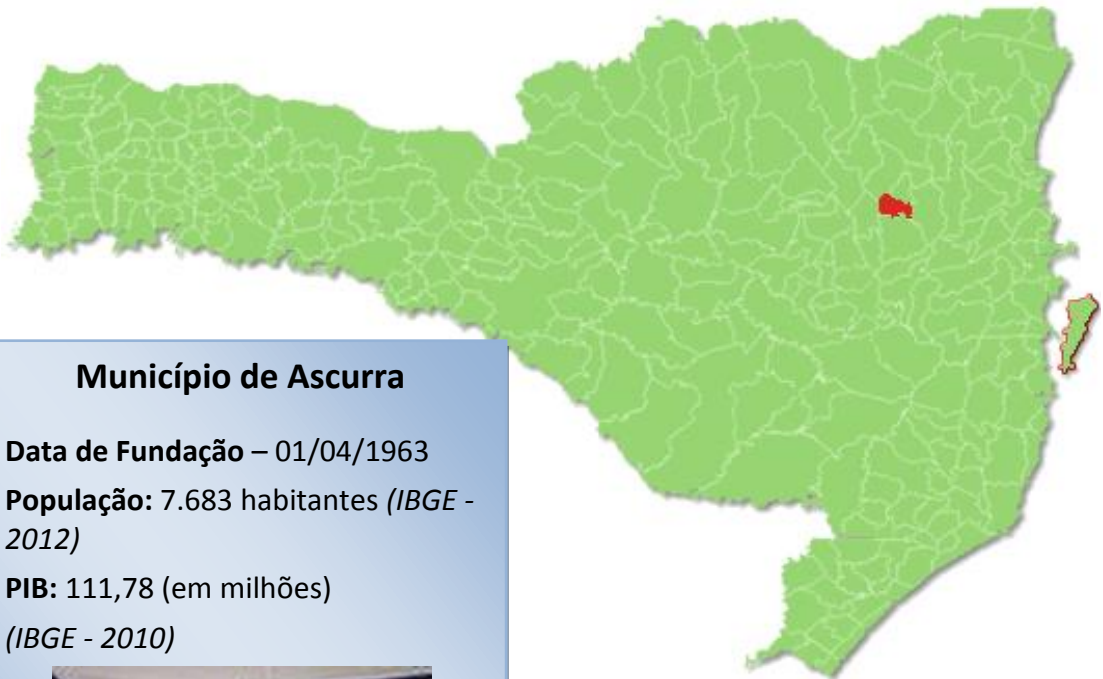 Município de Ascurra
Data de Fundação – 01/04/1963
População: 7.683 habitantes (IBGE -
2012)
PIB: 111,78 (em milhões)
(IBGE - 2010)